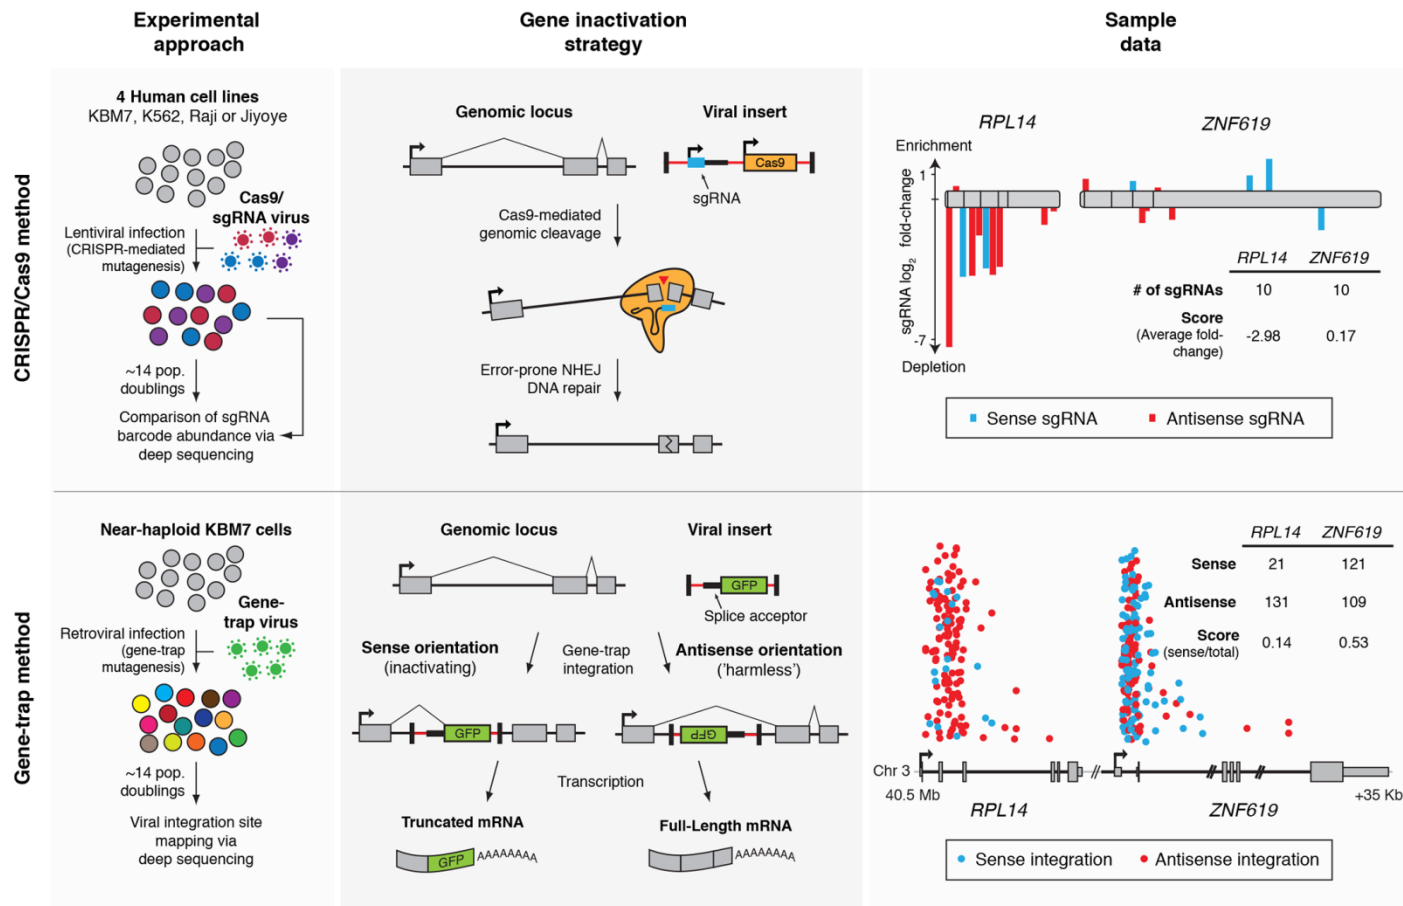 Experimental
approach
Gene inactivation
strategy
Sample
data
CRISPR/Cas9 method
4 Human cell lines
KBM7, K562, Raji or Jiyoye
Cas9/
sgRNA virus
Lentiviral infection
(CRISPR-mediated
mutagenesis)
~14 pop.
doublings
Comparison of sgRNA
barcode abundance via
deep sequencing
Genomic locus
Viral insert
Cas9
sgRNA
Cas9-mediated
genomic cleavage
Error-prone NHEJ
DNA repair
RPL14
ZNF619
Enrichment
1
sgRNA log2 fold-change
-7
Depletion
RPL14 ZNF619
# of sgRNAs 10 10
Score
(Average fold-
change)
-2.98 0.17
Sense sgRNA Antisense sgRNA
Gene-trap method
Near-haploid KBM7 cells
Gene-
trap virus
Retroviral infection
(gene-trap
mutagenesis)
~14 pop.
doublings
Viral integration site
mapping via
deep sequencing
Genomic locus
Viral insert
GFP
Splice acceptor
Sense orientation
(inactivating)
Gene-trap
integration
Antisense orientation
('harmless')
GFP
GFP
Transcription
Truncated mRNA
GFP AAAAAAAA
Full-Length mRNA
AAAAAAAA
RPL14 ZNF619
Sense 21 121
Antisense 131 109
Score
(sense/total)
0.14 0.53
Chr 3
40.5 Mb
+35 Kb
RPL14
ZNF619
Sense integration Antisense integration